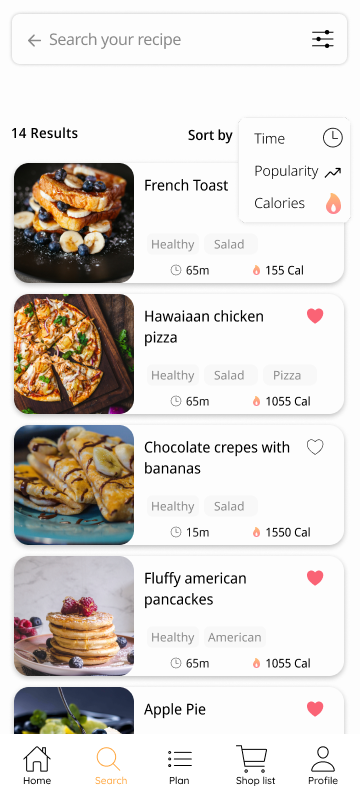 Search your recipe
14 Results
Sort by
Time
Popularity
Calories
French Toast
Healthy Salad
65m 155 Cal
Hawaiaan chicken
pizza
Healthy Salad Pizza
65m 1055 Cal
Chocolate crepes with
bananas
Healthy Salad
15m 1550 Cal
Fluffy american
pancackes
Healthy American
65m 1055 Cal
Apple Pie
Home Search Plan Shop list Profile